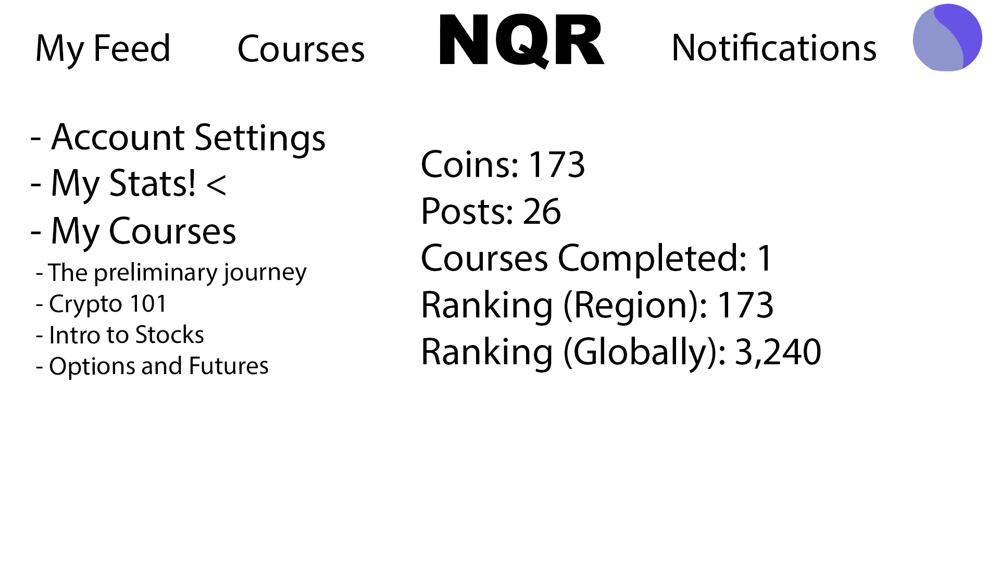 My Feed Courses NQR Notifications
- Account Settings
- My Stats! <
- My Courses
- The preliminary journey
- Crypto 101
- Intro to Stocks
- Options and Futures
Coins: 173
Posts: 26
Courses Completed: 1
Ranking (Region): 173
Ranking (Globally): 3,240